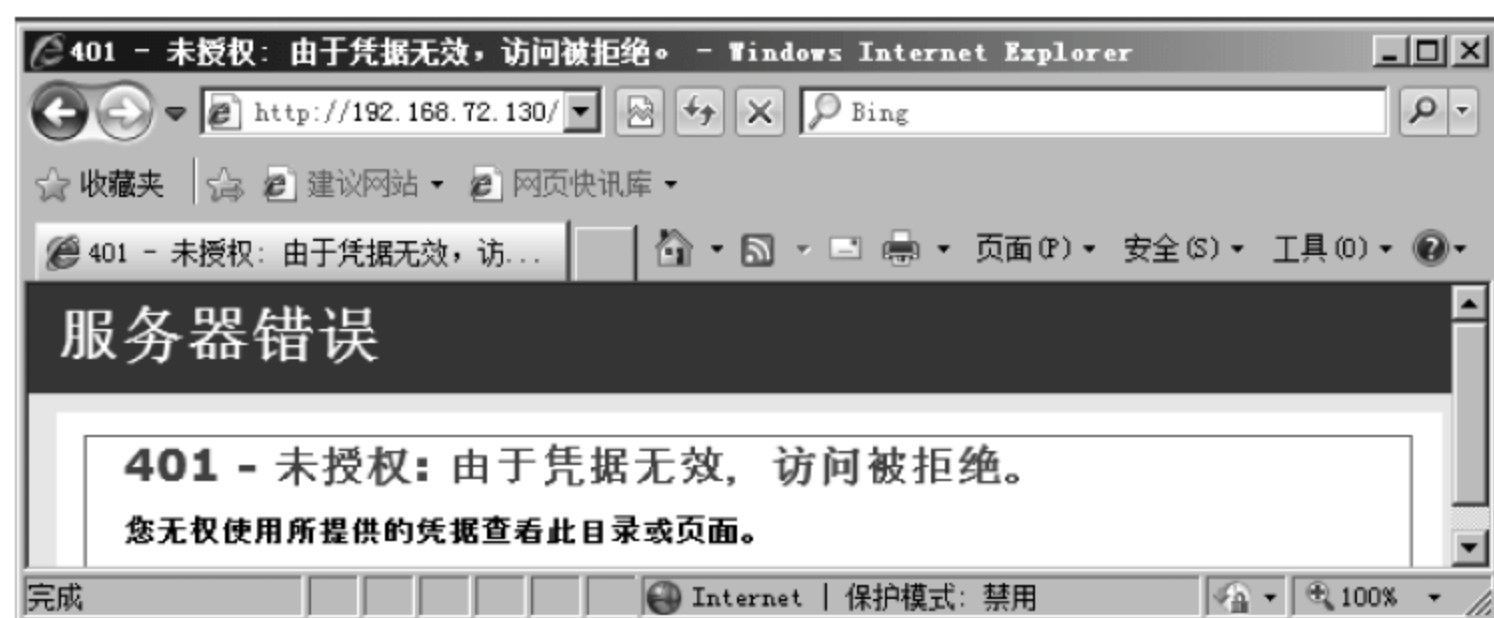 401 - 未授权: 由于凭据无效，访问被拒绝。 - Windows Internet Explorer
http://192.168.72.130/ Bing
收藏夹 建议网站 网页快讯库
401 - 未授权: 由于凭据无效，访... 页面(P) 安全(S) 工具(O)
服务器错误
401 - 未授权: 由于凭据无效，访问被拒绝。
您无权使用所提供的凭据查看此目录或页面。
完成 Internet | 保护模式: 禁用 100%